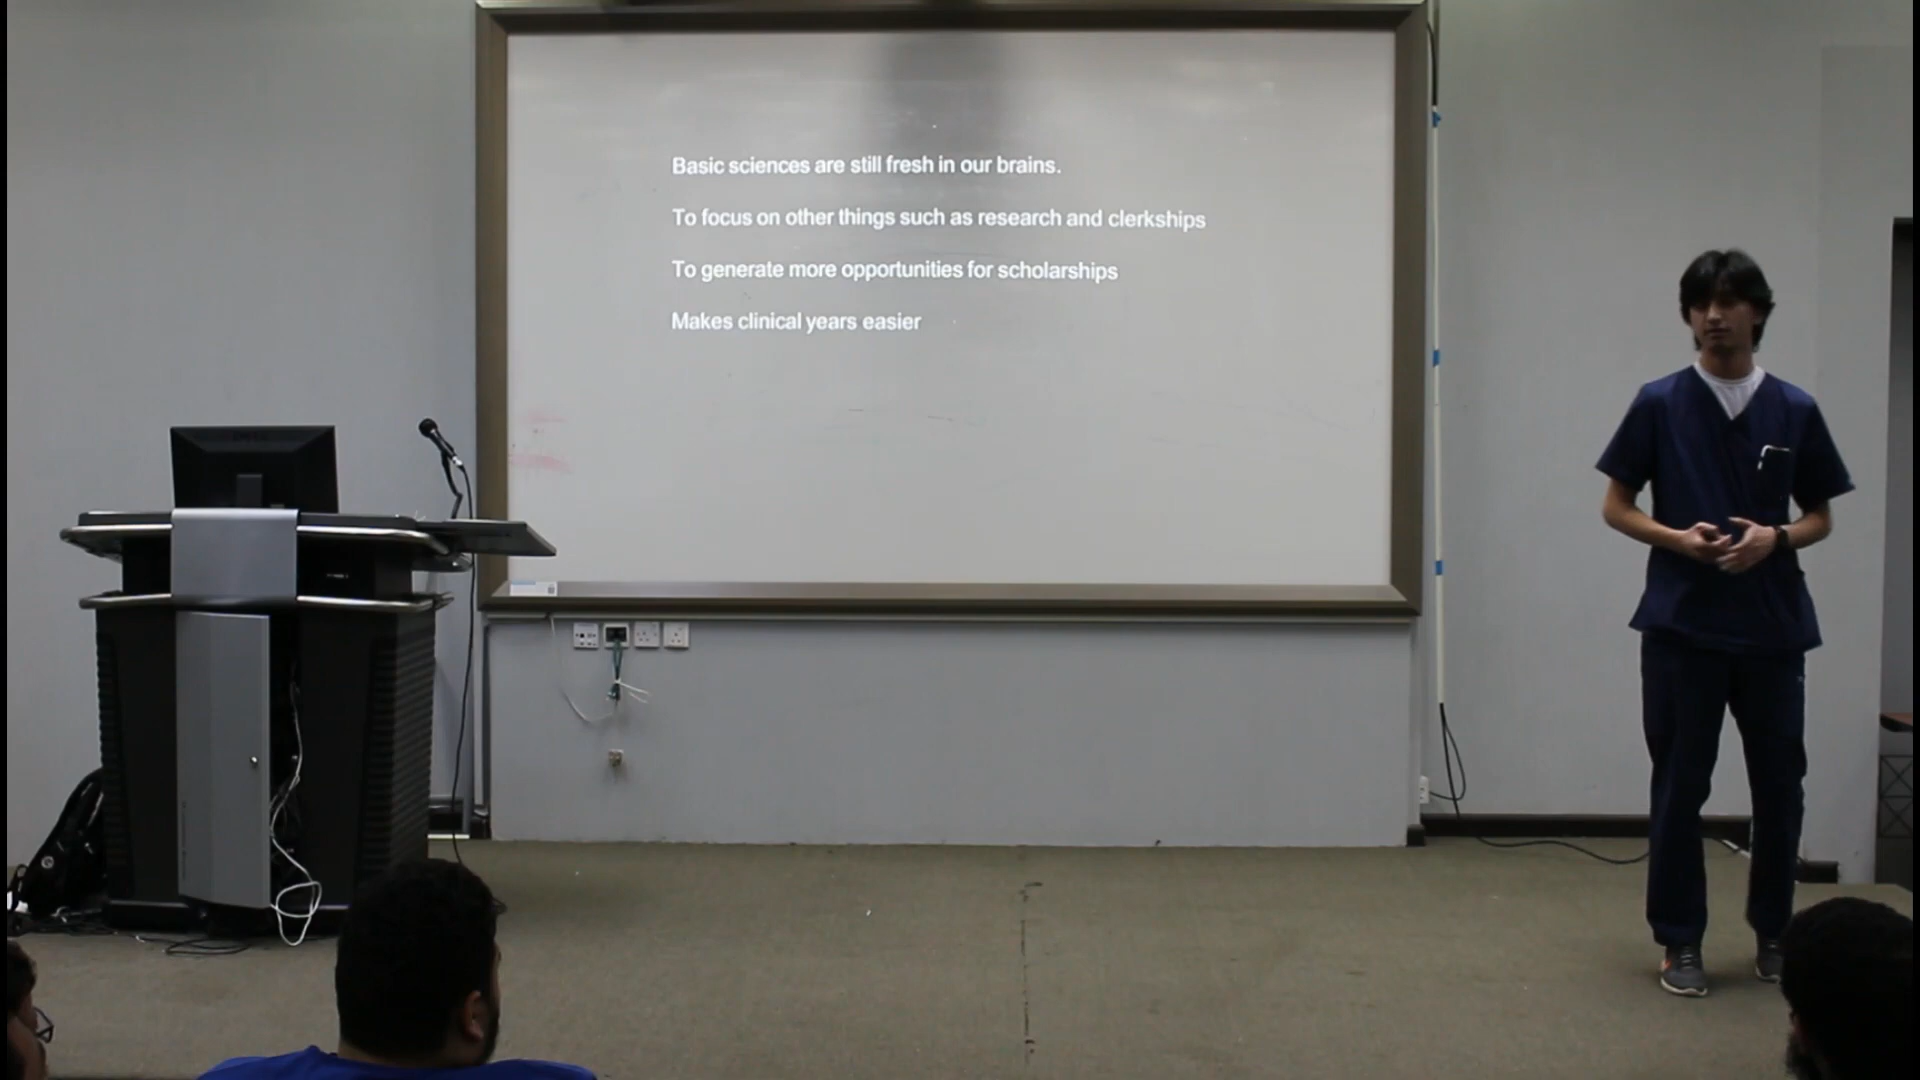 Basic sciences are still fresh in our brains.
To focus on other things such as research and clerkships
To generate more opportunities for scholarships
Makes clinical years easier